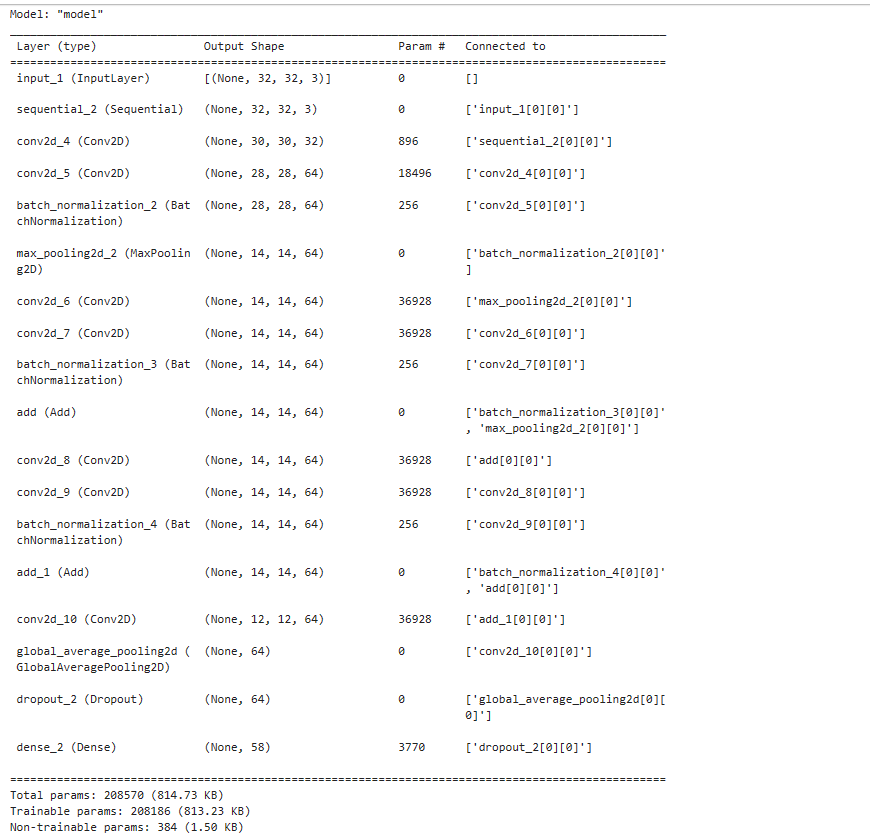 Model: "model"
__________________________________________________________________________________________________
Layer (type) Output Shape Param # Connected to
==================================================================================================
input_1 (InputLayer) [(None, 32, 32, 3)] 0 []
sequential_2 (Sequential) (None, 32, 32, 3) 0 ['input_1[0][0]']
conv2d_4 (Conv2D) (None, 30, 30, 32) 896 ['sequential_2[0][0]']
conv2d_5 (Conv2D) (None, 28, 28, 64) 18496 ['conv2d_4[0][0]']
batch_normalization_2 (Bat (None, 28, 28, 64) 256 ['conv2d_5[0][0]']
chNormalization)
max_pooling2d_2 (MaxPoolin (None, 14, 14, 64) 0 ['batch_normalization_2[0][0]'
g2D) ]
conv2d_6 (Conv2D) (None, 14, 14, 64) 36928 ['max_pooling2d_2[0][0]']
conv2d_7 (Conv2D) (None, 14, 14, 64) 36928 ['conv2d_6[0][0]']
batch_normalization_3 (Bat (None, 14, 14, 64) 256 ['conv2d_7[0][0]']
chNormalization)
add (Add) (None, 14, 14, 64) 0 ['batch_normalization_3[0][0]'
, 'max_pooling2d_2[0][0]']
conv2d_8 (Conv2D) (None, 14, 14, 64) 36928 ['add[0][0]']
conv2d_9 (Conv2D) (None, 14, 14, 64) 36928 ['conv2d_8[0][0]']
batch_normalization_4 (Bat (None, 14, 14, 64) 256 ['conv2d_9[0][0]']
chNormalization)
add_1 (Add) (None, 14, 14, 64) 0 ['batch_normalization_4[0][0]'
, 'add[0][0]']
conv2d_10 (Conv2D) (None, 12, 12, 64) 36928 ['add_1[0][0]']
global_average_pooling2d ( (None, 64) 0 ['conv2d_10[0][0]']
GlobalAveragePooling2D)
dropout_2 (Dropout) (None, 64) 0 ['global_average_pooling2d[0][
0]']
dense_2 (Dense) (None, 58) 3770 ['dropout_2[0][0]']
==================================================================================================
Total params: 208570 (814.73 KB)
Trainable params: 208186 (813.23 KB)
Non-trainable params: 384 (1.50 KB)